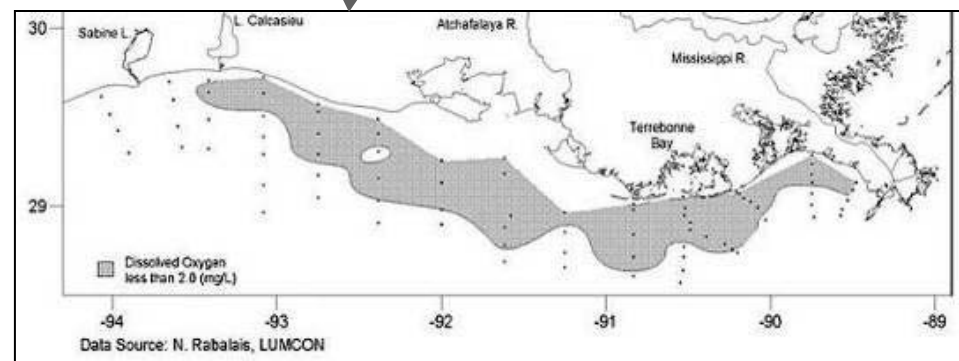 30
Sabine L.
L. Calcasieu
Atchafalaya R.
Mississippi R
Terrebonne
Bay
29
Dissolved Oxygen
less than 2.0 (mg/L)
-94
-93
-92
-91
-90
-89
Data Source: N. Rabalais, LUMCON